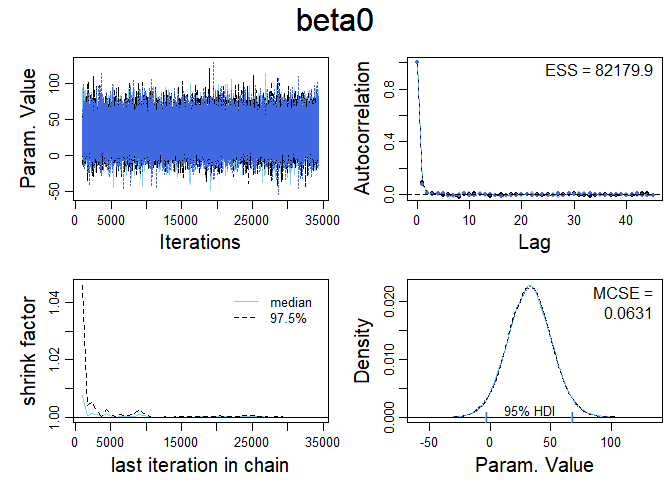 beta0
Param. Value
-50 0 50 100
0 5000 15000 25000 35000
Iterations
ESS = 82179.9
Autocorrelation
0.0 0.4 0.8
0 10 20 30 40
Lag
median
97.5%
shrink factor
1.00 1.02 1.04
0 5000 15000 25000 35000
last iteration in chain
MCSE =
0.0631
Density
0.000 0.010 0.020
95% HDI
-50 0 50 100
Param. Value